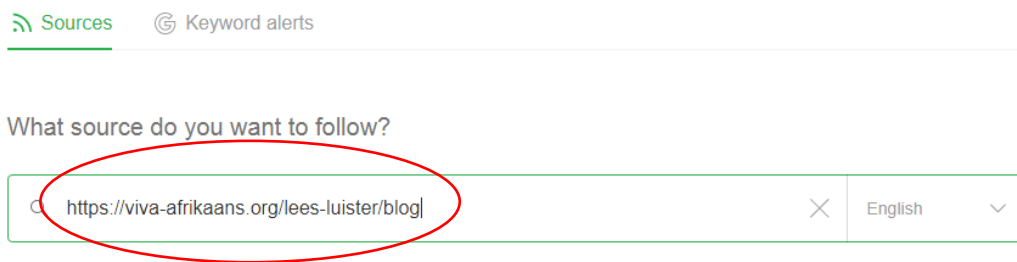 Sources Keyword alerts
What source do you want to follow?
https://viva-afrikaans.org/lees-luister/blog English